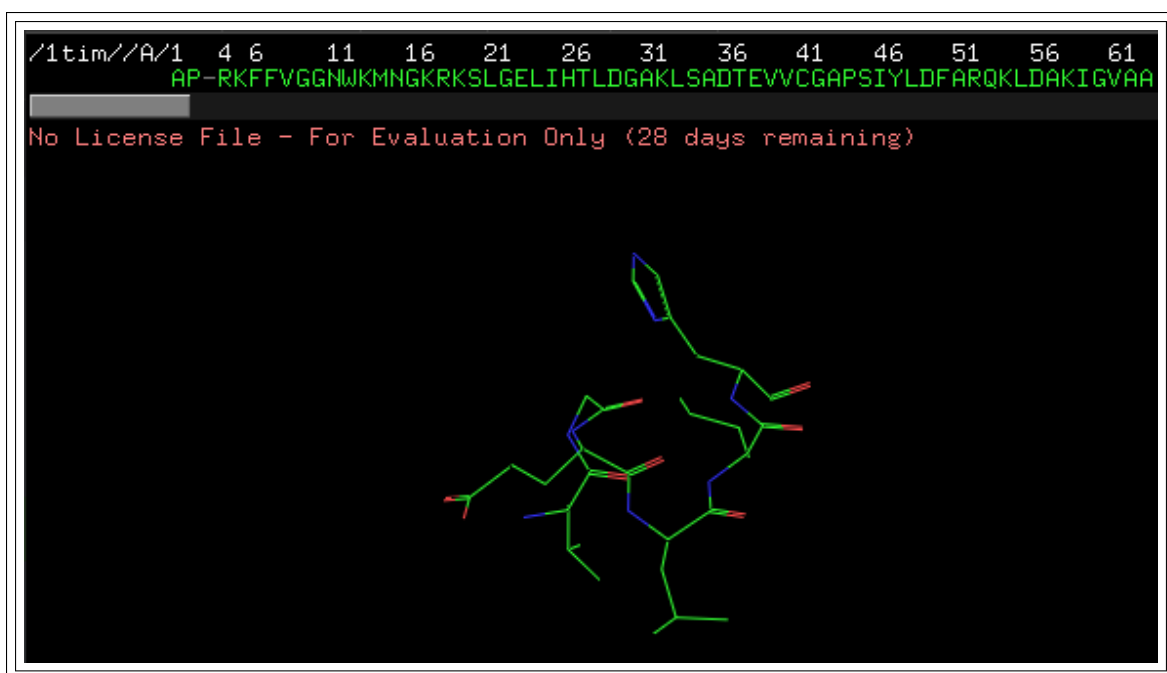 /1tim//A/1 4 6 11 16 21 26 31 36 41 46 51 56 61
AP-RKFFVGGNWKMNGKRKSLGELIHTLDGAKLSADTEVVCGAPSIYLDFARQKLDAKIGVAA
No License File - For Evaluation Only (28 days remaining)